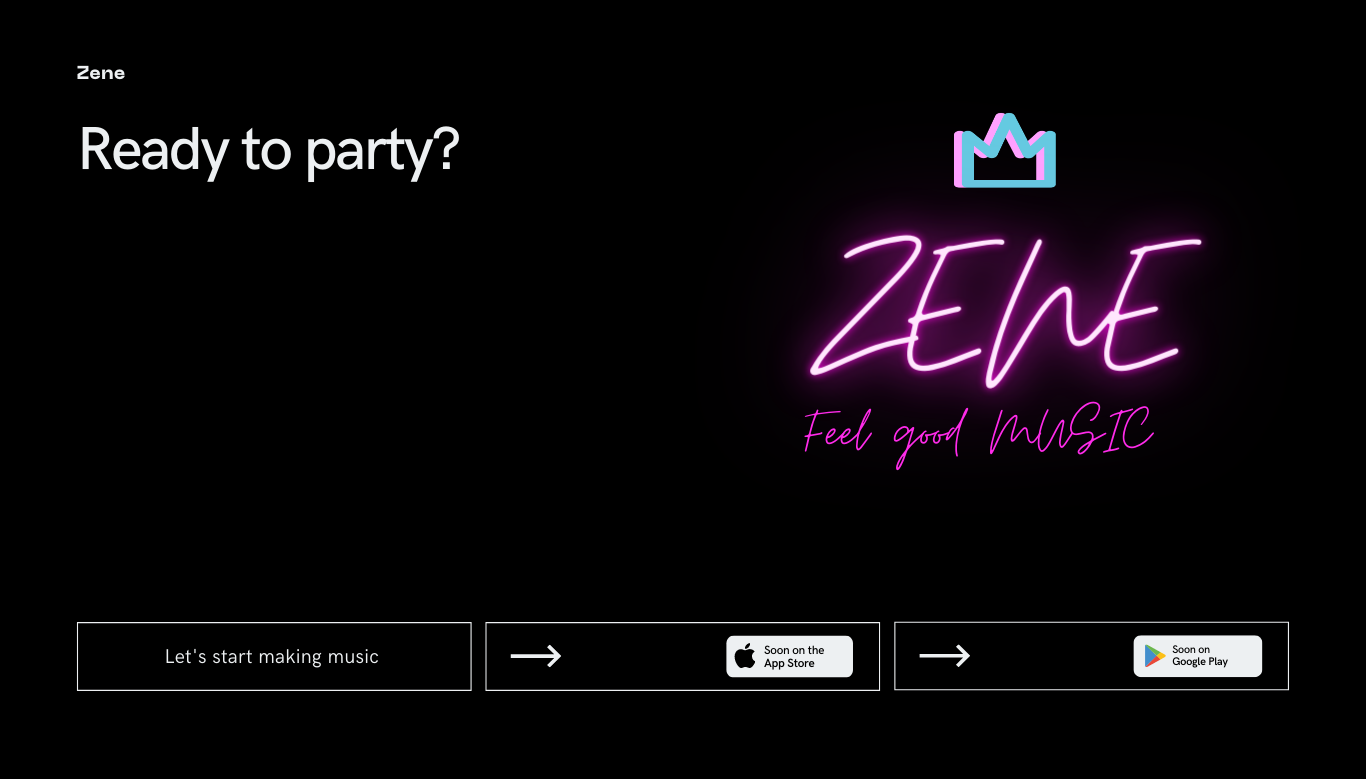 Zene
Ready to party?
ZENE
Feel good MUSIC
Let's start making music
Soon on the
App Store
Soon on
Google Play